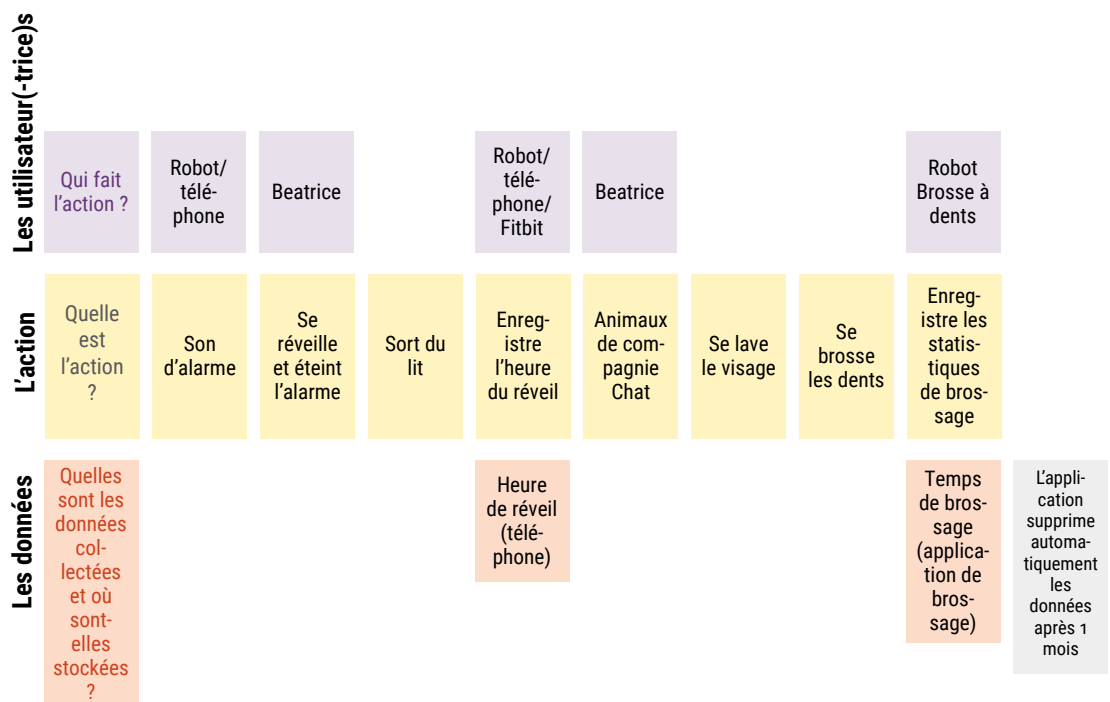 Les utilisateur(-trice)s
Qui fait
l’action ?
Robot/
télé-
phone
Beatrice
Robot/
télé-
phone/
Fitbit
Beatrice
Robot
Brosse à
dents
L’action
Quelle
est
l’action
?
Son
d’alarme
Se
réveille
et éteint
l’alarme
Sort du
lit
Enreg-
istre
l’heure
du réveil
Animaux
de com-
pagnie
Chat
Se lave
le visage
Se
brosse
les dents
Enreg-
istre les
statis-
tiques
de bros-
sage
Les données
Quelles
sont les
données
col-
lectées
et où
sont-
elles
stockées
?
Heure
de réveil
(télé-
phone)
Temps
de bros-
sage
(applica-
tion de
bros-
sage)
L’appli-
cation
supprime
automa-
tiquement
les
données
après 1
mois